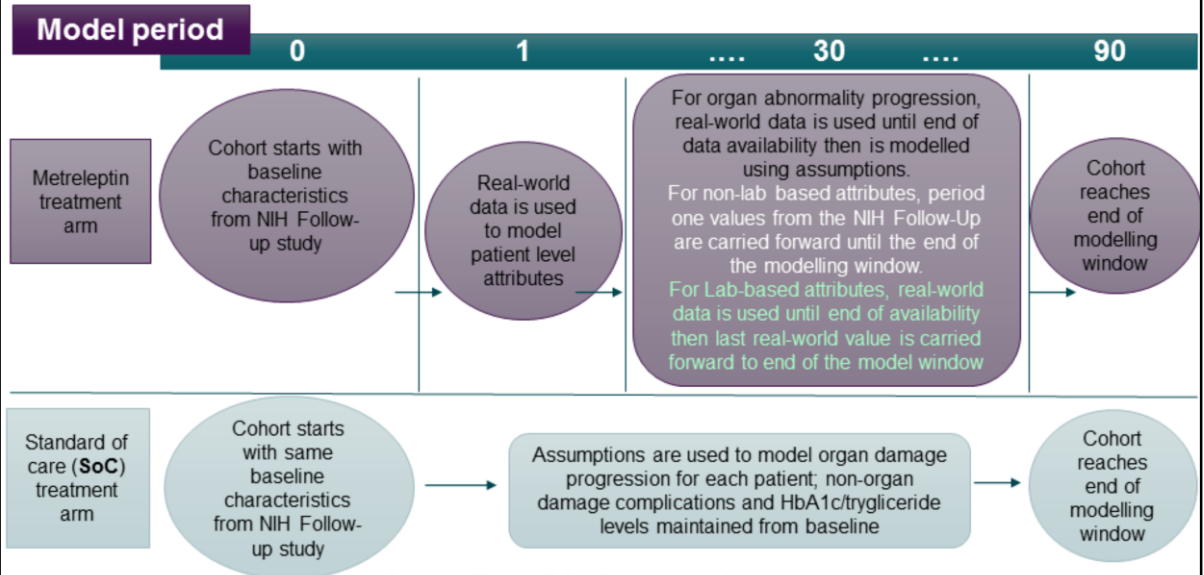 Model period
0 1 .... 30 .... 90
Metreleptin
treatment
arm
Cohort starts with
baseline
characteristics
from NIH Follow-
up study
Real-world
data is used
to model
patient level
attributes
For organ abnormality progression,
real-world data is used until end of
data availability then is modelled
using assumptions.
For non-lab based attributes, period
one values from the NIH Follow-Up
are carried forward until the end of
the modelling window.
For Lab-based attributes, real-world
data is used until end of availability
then last real-world value is carried
forward to end of the model window
Cohort
reaches
end of
modelling
window
Standard of
care (SoC)
treatment
arm
Cohort starts
with same
baseline
characteristics
from NIH Follow-
up study
Assumptions are used to model organ damage
progression for each patient; non-organ
damage complications and HbA1c/trygliceride
levels maintained from baseline
Cohort
reaches
end of
modelling
window